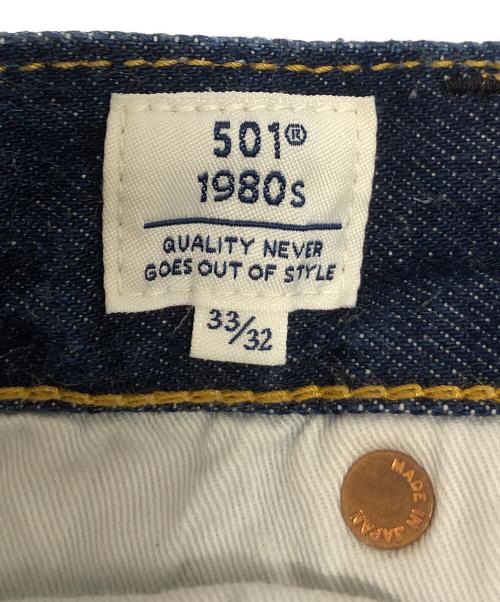 501®
1980s
QUALITY NEVER
GOES OUT OF STYLE
33/32
MADE IN JAPAN